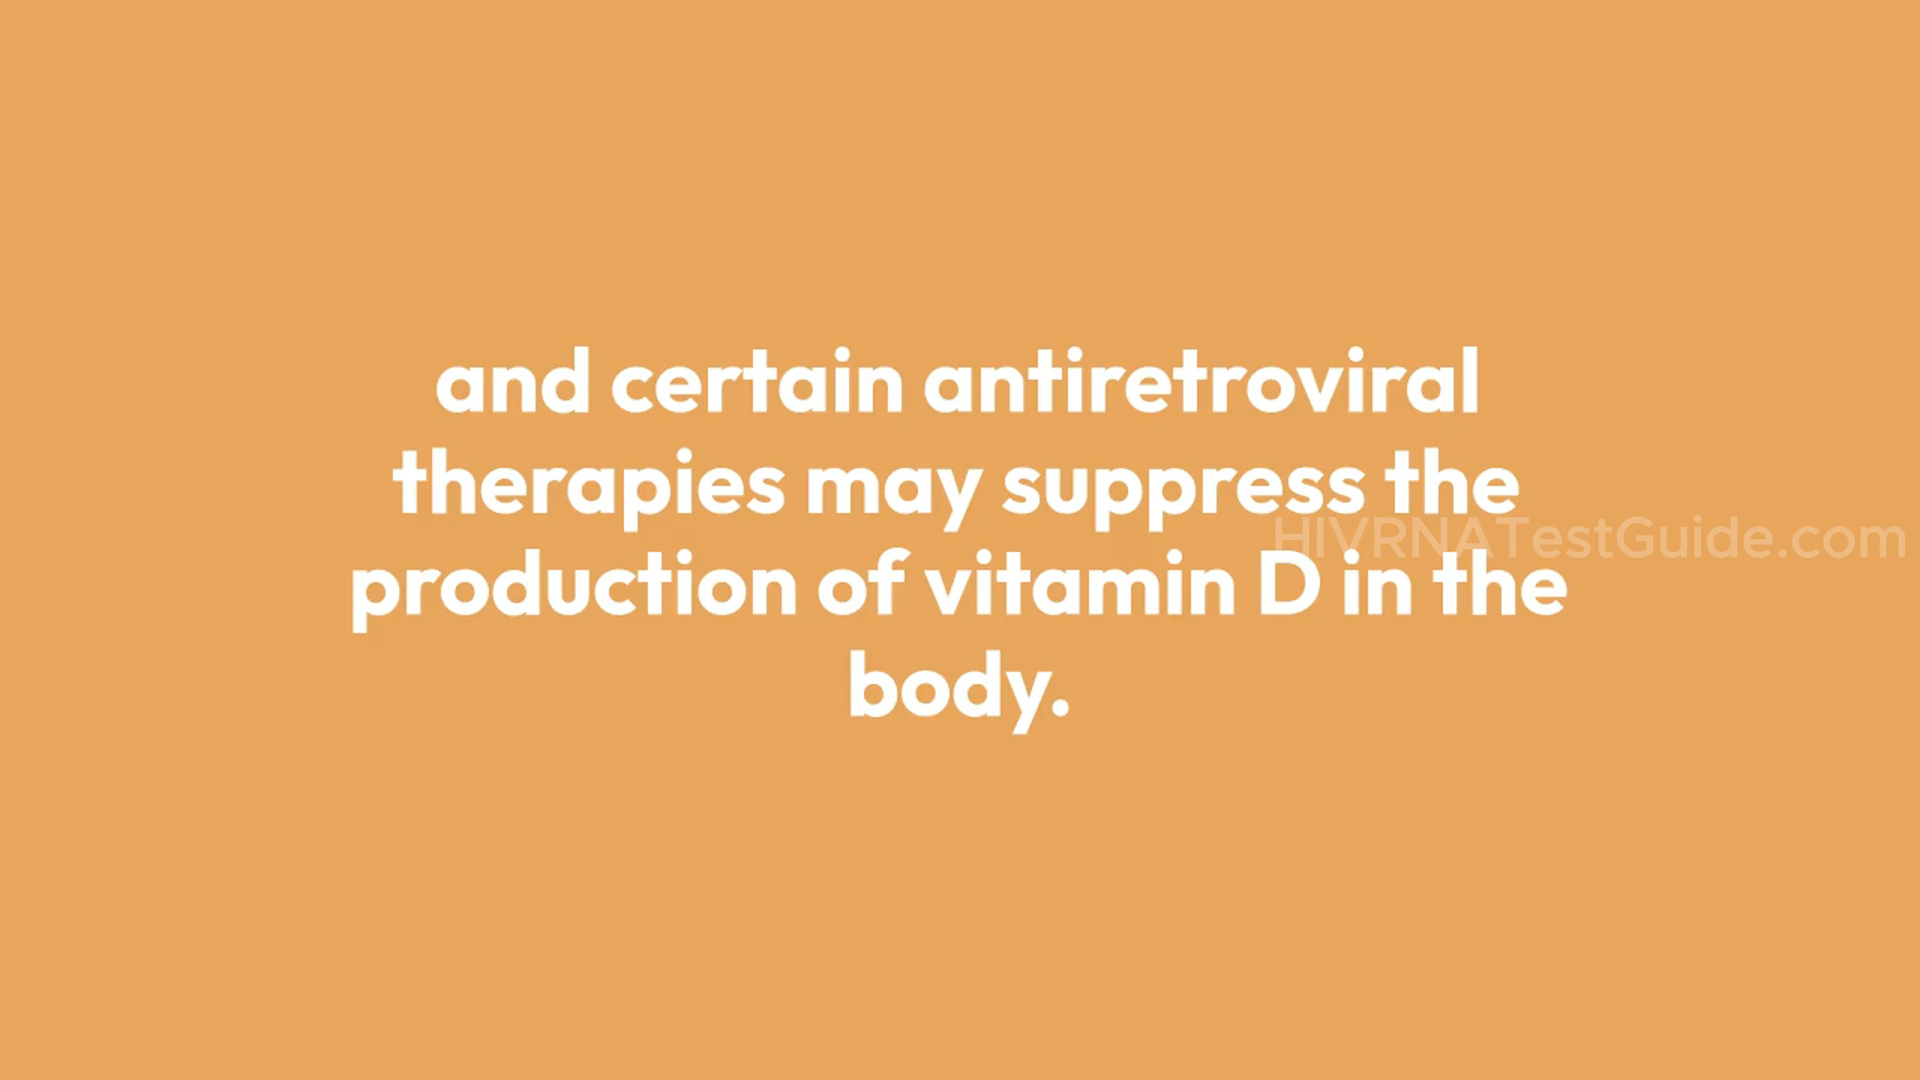 and certain antiretroviral
therapies may suppress the
HIVRNATestGuide.com
production of vitamin D in the
body.